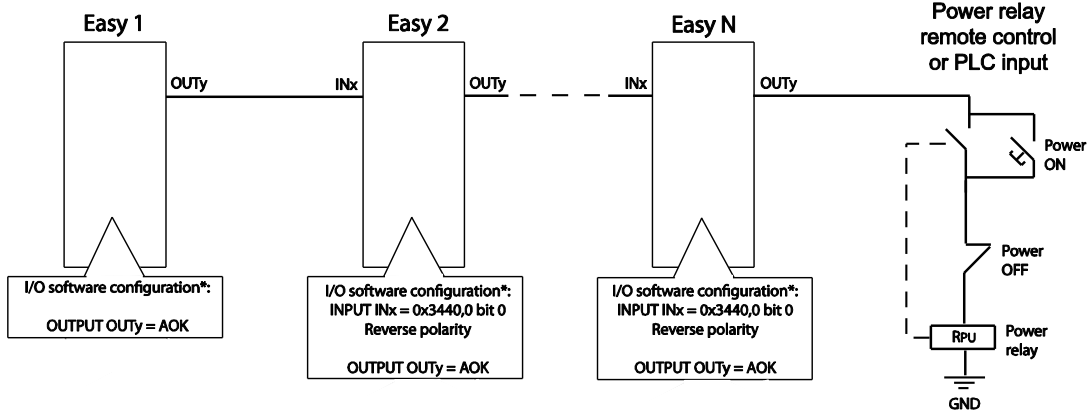 Easy 1
Easy 2
Easy N
Power relay
remote control
or PLC input
OUTy
INx
OUTy
INx
OUTy
Power
ON
Power
OFF
I/O software configuration*:
OUTPUT OUTy = AOK
I/O software configuration*:
INPUT INx = 0x3440,0 bit 0
Reverse polarity
OUTPUT OUTy = AOK
I/O software configuration*:
INPUT INx = 0x3440,0 bit 0
Reverse polarity
OUTPUT OUTy = AOK
RPU
Power
relay
GND